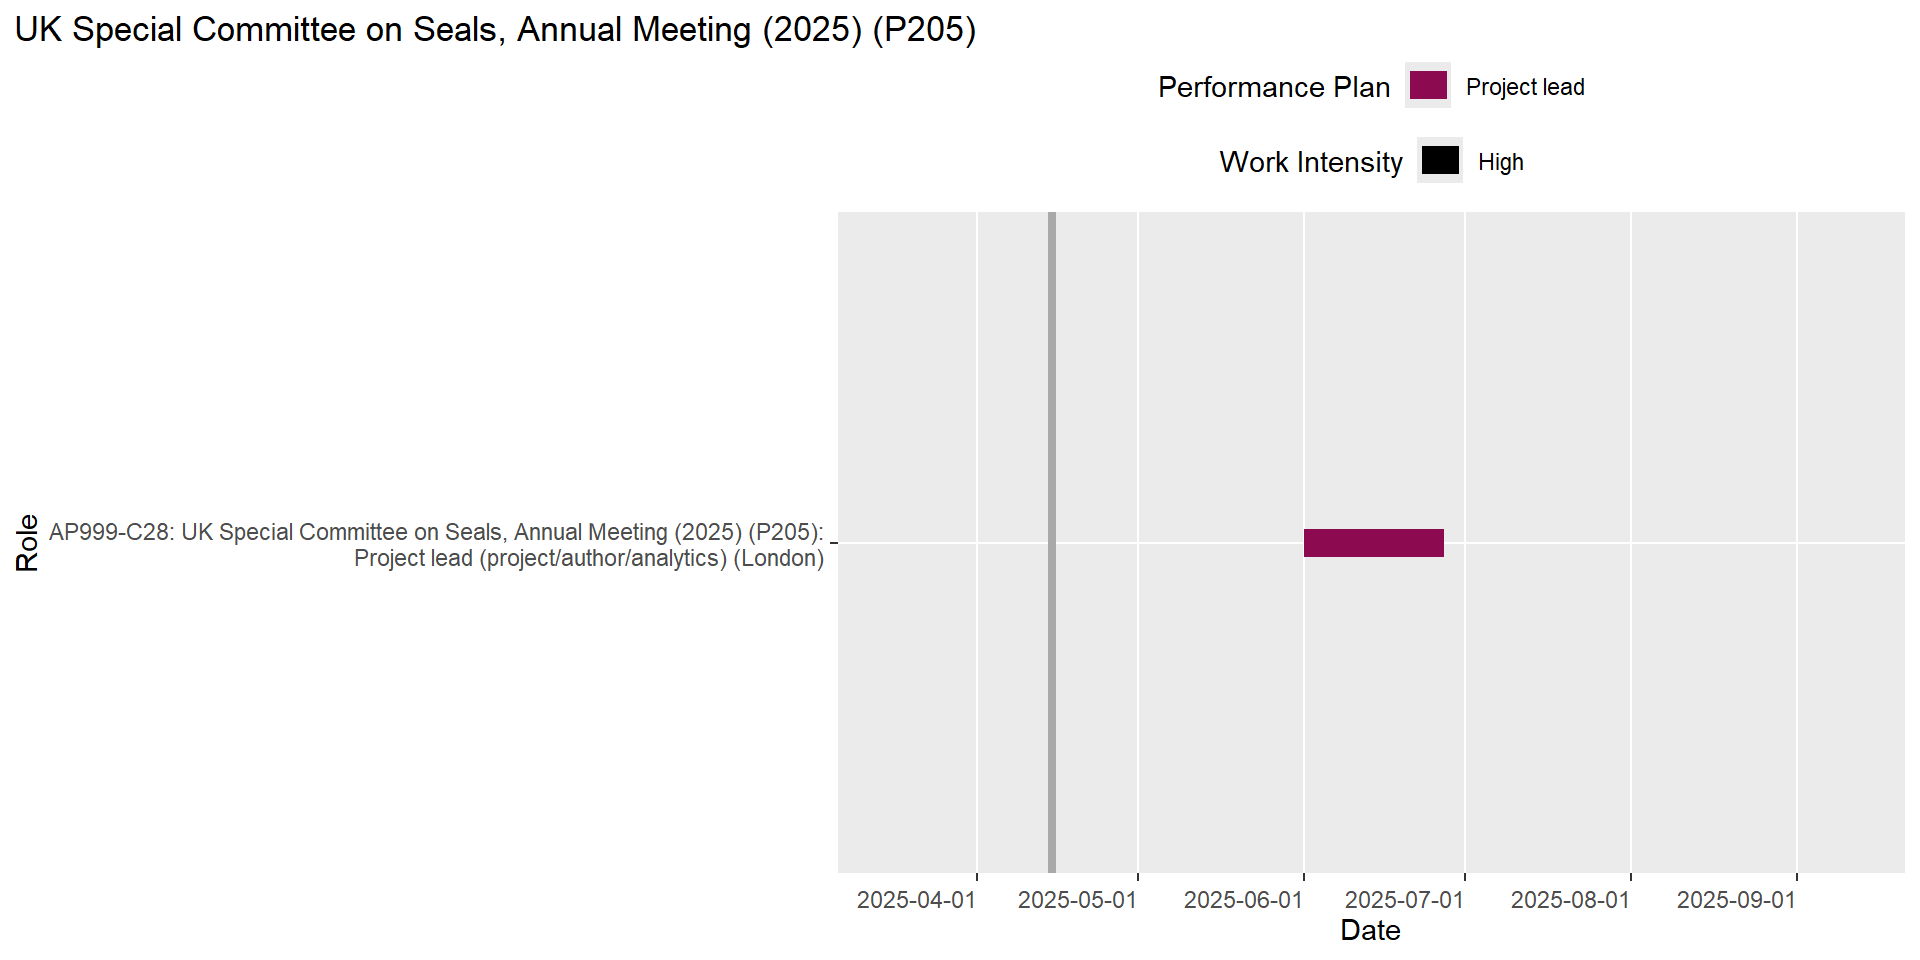 UK Special Committee on Seals, Annual Meeting (2025) (P205)
Performance Plan
Project lead
Work Intensity
High
Role
AP999-C28: UK Special Committee on Seals, Annual Meeting (2025) (P205):
Project lead (project/author/analytics) (London)
2025-04-01
2025-05-01
2025-06-01
2025-07-01
2025-08-01
2025-09-01
Date